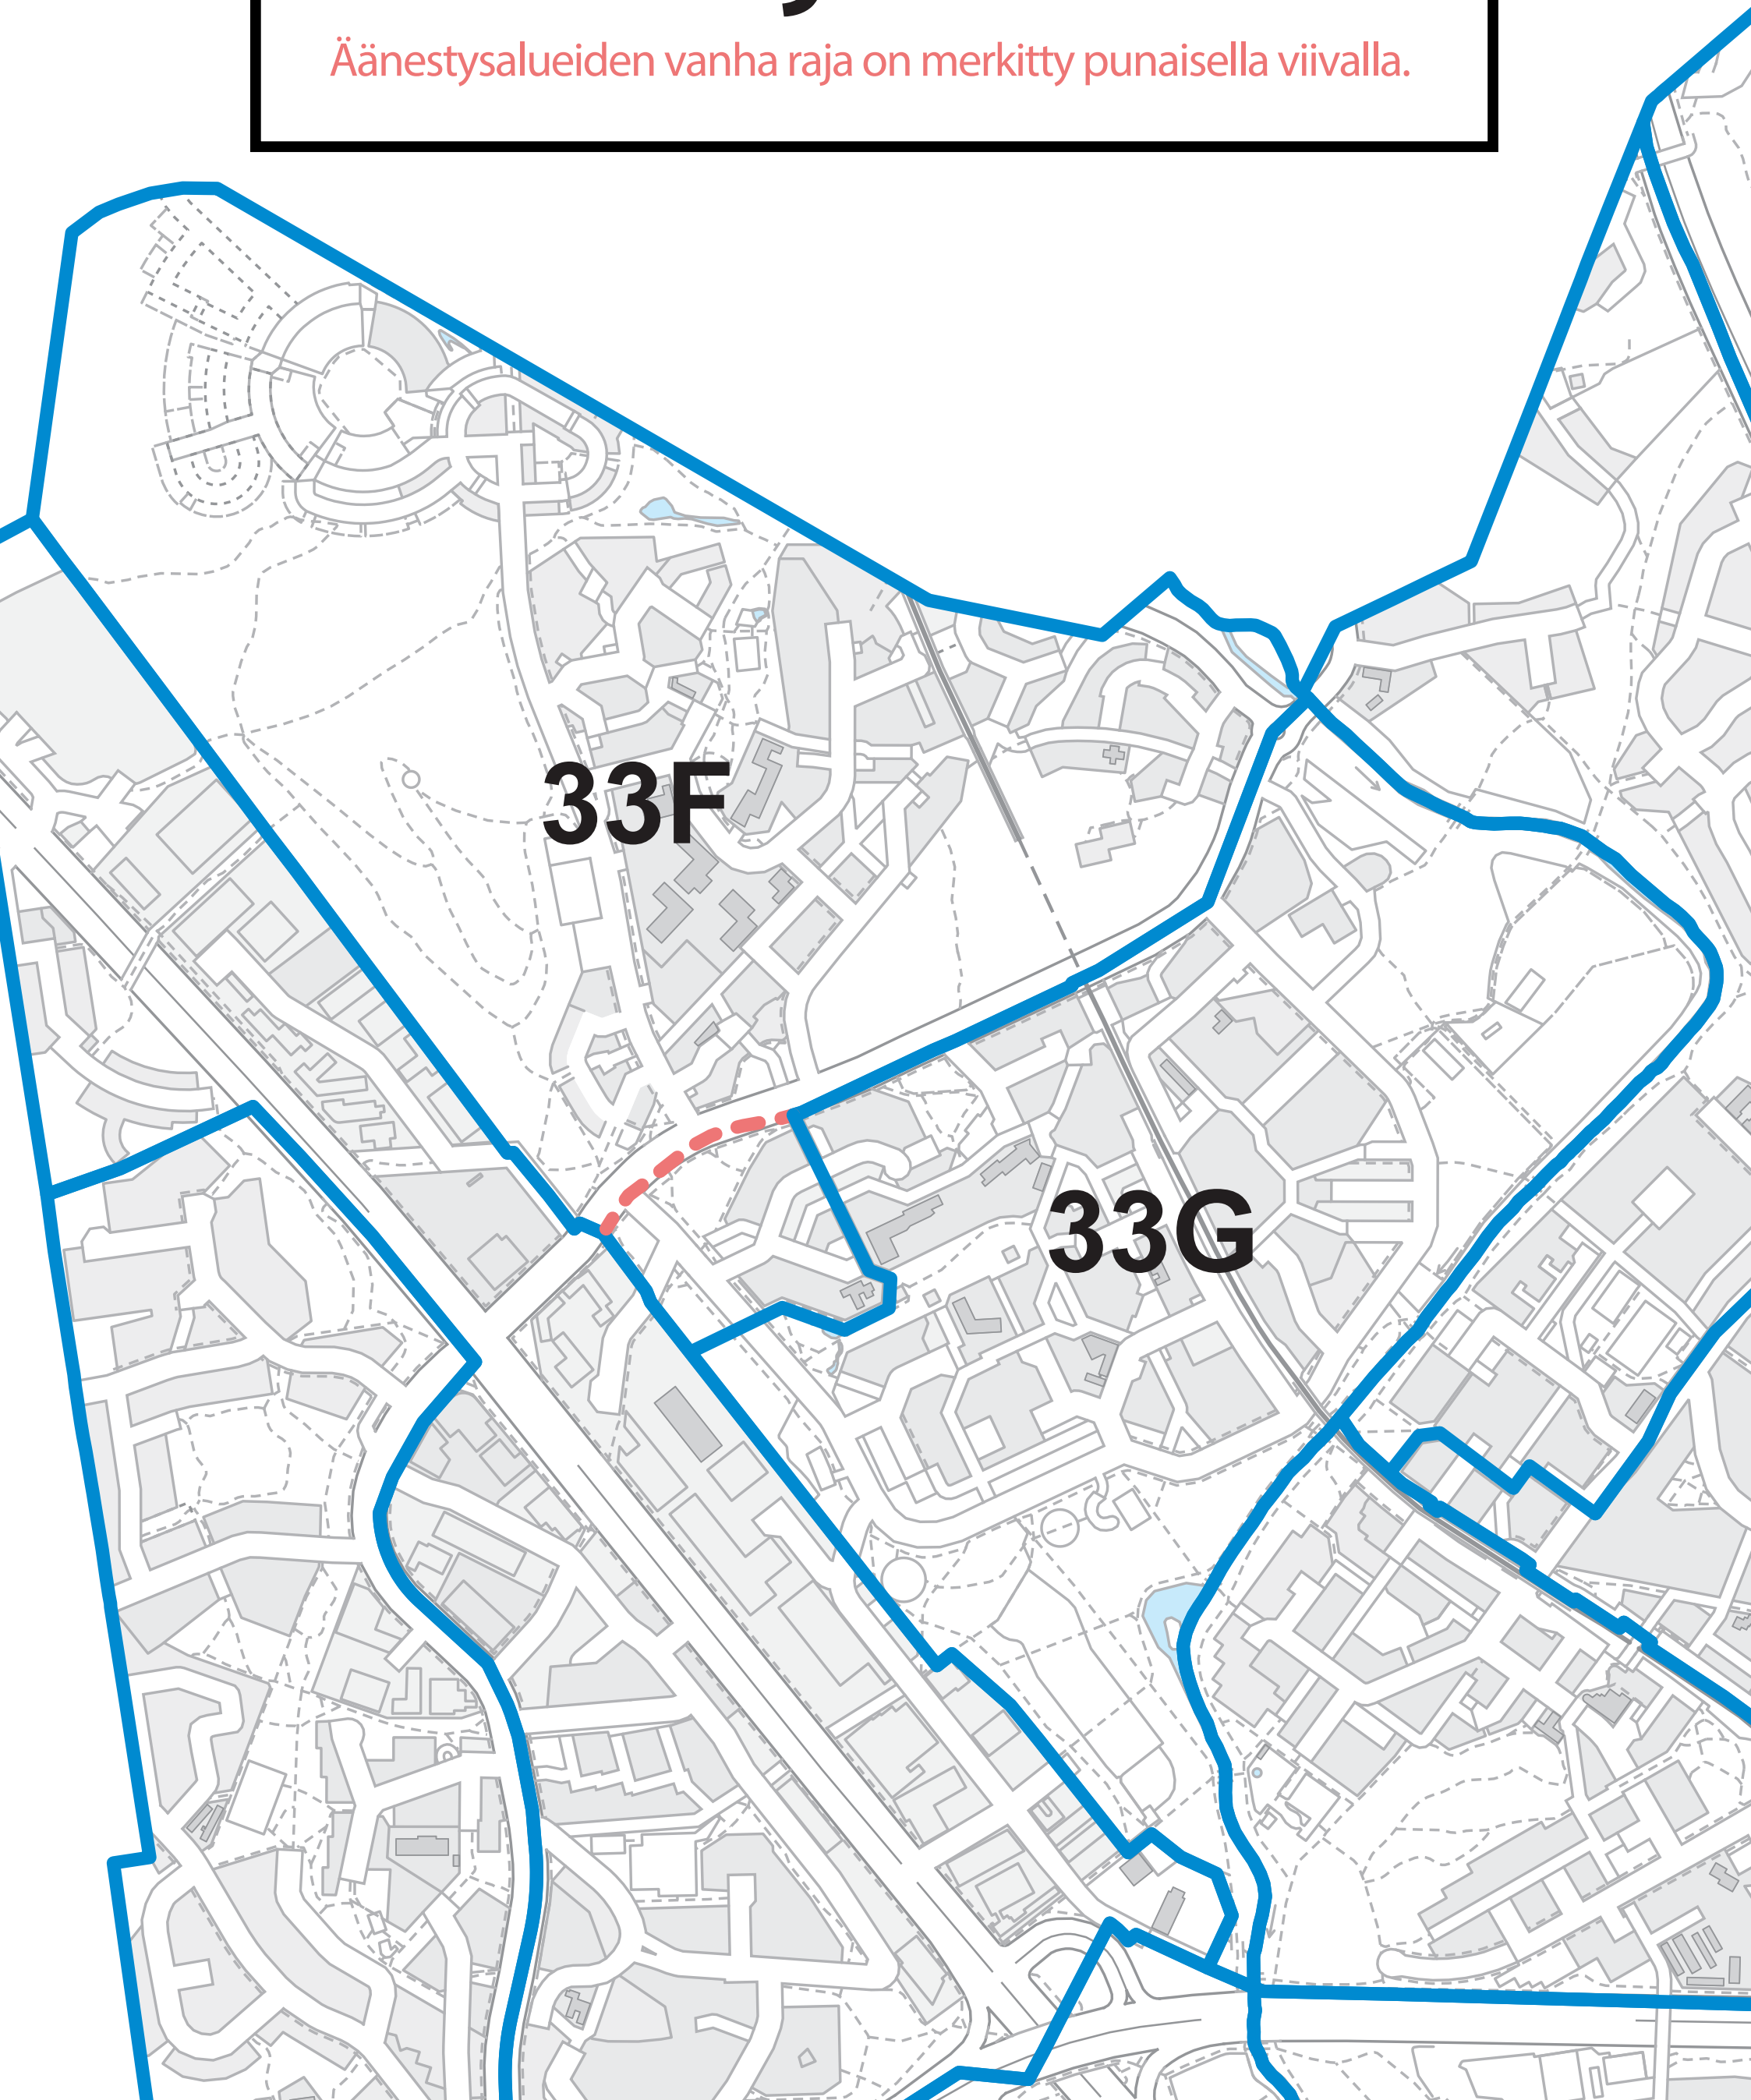 Äänestysalueiden vanha raja on merkitty punaisella viivalla.
33F
33G